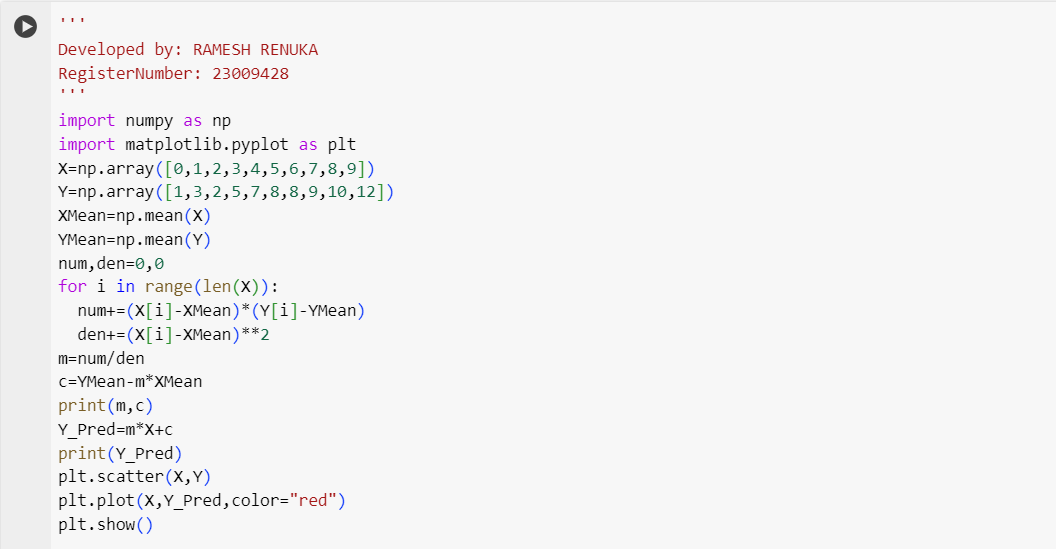 '''
Developed by: RAMESH RENUKA
RegisterNumber: 23009428
'''
import numpy as np
import matplotlib.pyplot as plt
X=np.array([0,1,2,3,4,5,6,7,8,9])
Y=np.array([1,3,2,5,7,8,8,9,10,12])
XMean=np.mean(X)
YMean=np.mean(Y)
num,den=0,0
for i in range(len(X)):
  num+=(X[i]-XMean)*(Y[i]-YMean)
  den+=(X[i]-XMean)**2
m=num/den
c=YMean-m*XMean
print(m,c)
Y_Pred=m*X+c
print(Y_Pred)
plt.scatter(X,Y)
plt.plot(X,Y_Pred,color="red")
plt.show()